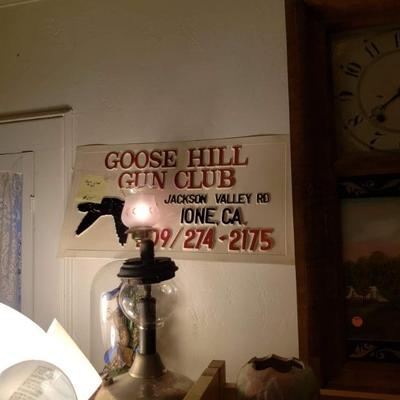 GOOSE HILL
GUN CLUB
JACKSON VALLEY RD
IONE, CA.
09/274-2175